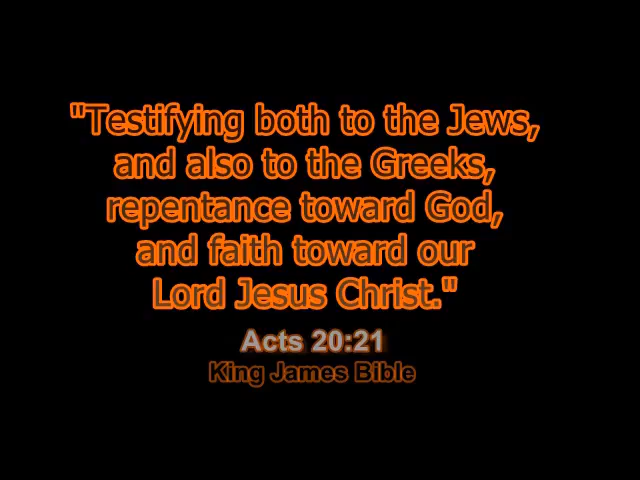 "Testifying both to the Jews,
and also to the Greeks,
repentance toward God,
and faith toward our
Lord Jesus Christ."
Acts 20:21
King James Bible